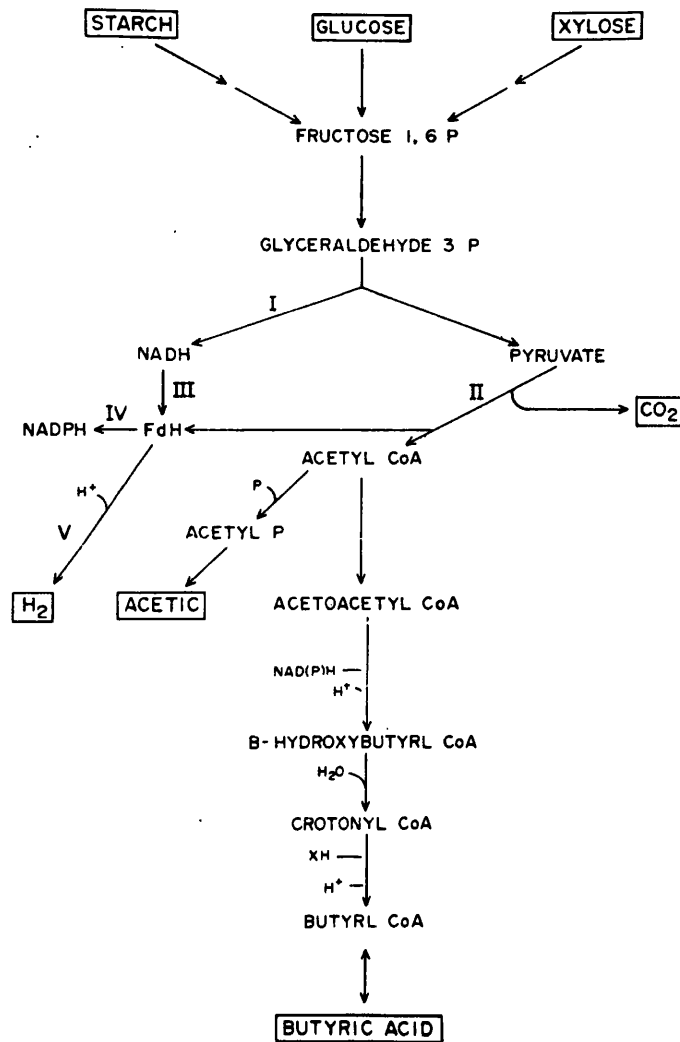 STARCH
GLUCOSE
XYLOSE
FRUCTOSE 1, 6 P
GLYCERALDEHYDE 3 P
I
NADH
PYRUVATE
III
II
IV
NADPH
FdH
CO2
ACETYL CoA
H+
P
V
ACETYL P
H2
ACETIC
ACETOACETYL CoA
NAD(P)H
H+
B-HYDROXYBUTYRL CoA
H2O
CROTONYL CoA
XH
H+
BUTYRL CoA
BUTYRIC ACID